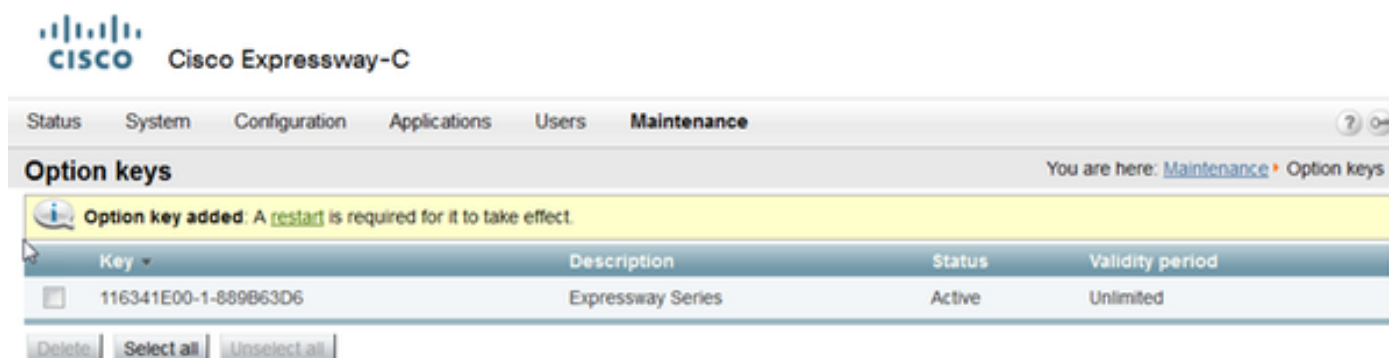 CISCO Cisco Expressway-C
Status System Configuration Applications Users Maintenance ?
Option keys You are here: Maintenance Option keys
i Option key added: A restart is required for it to take effect.
Key Description Status Validity period
116341E00-1-889B63D6 Expressway Series Active Unlimited
Delete Select all Unselect all